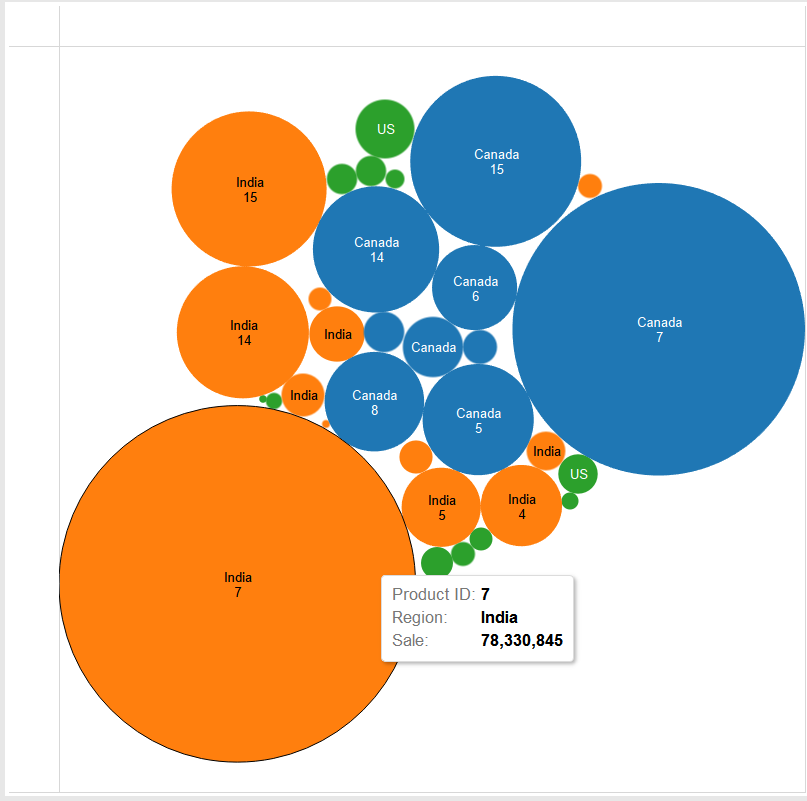 US
Canada
15
India
15
Canada
14
Canada
6
Canada
7
India
14
India
Canada
India
Canada
8
Canada
5
India
US
India
5
India
4
India
7
Product ID: 7
Region: India
Sale: 78,330,845